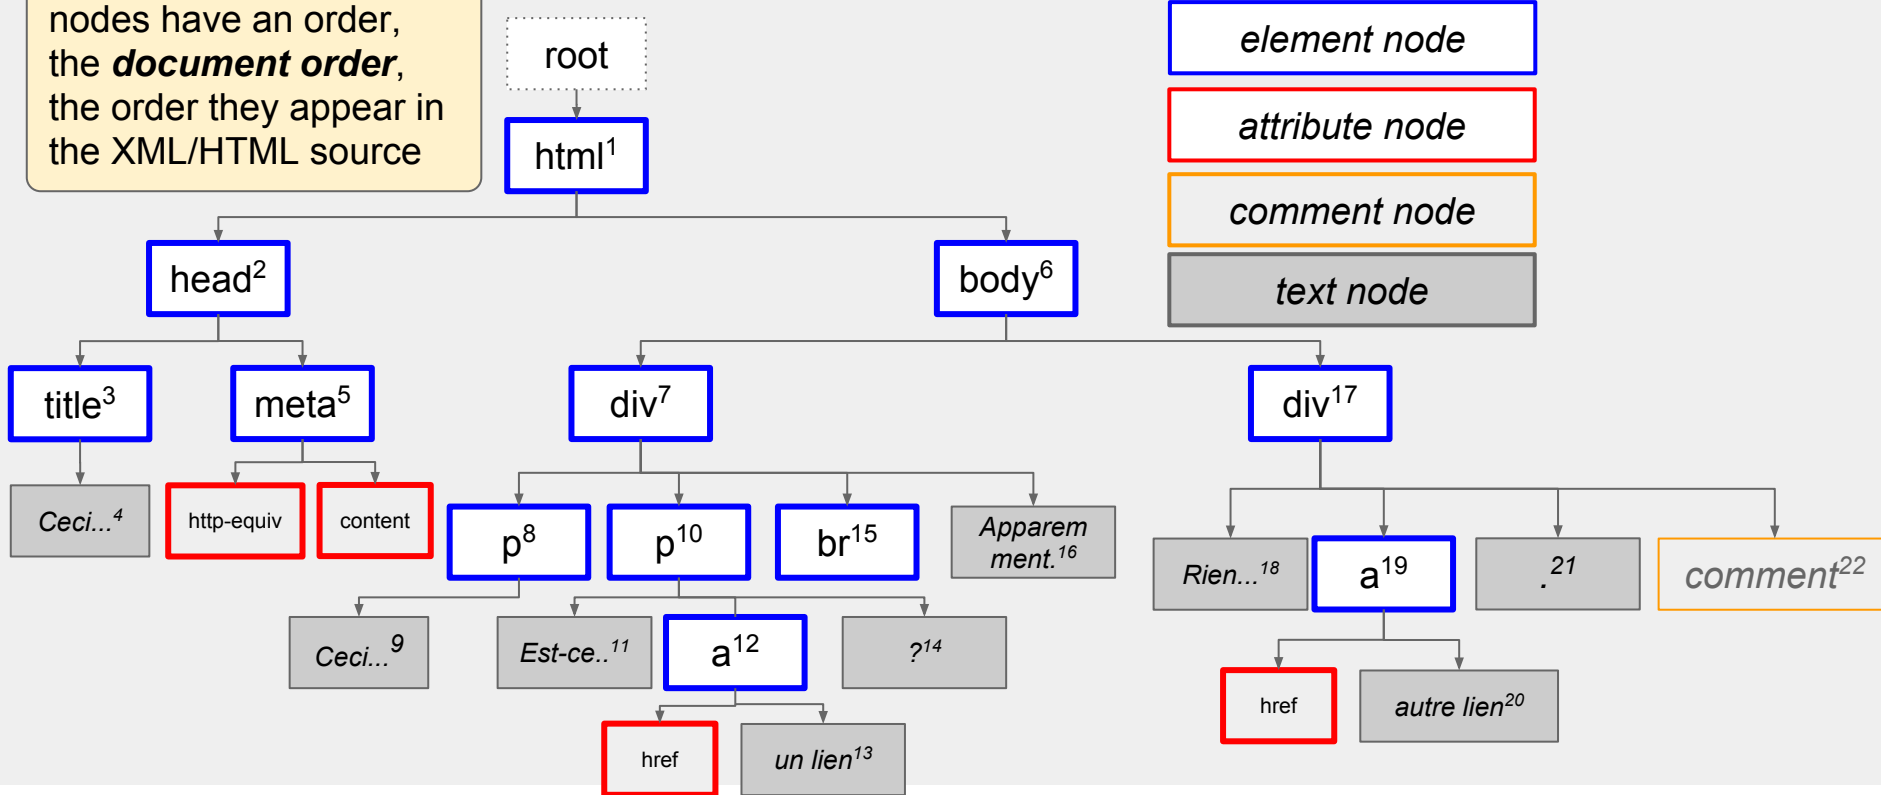 nodes have an order,
the document order,
the order they appear in
the XML/HTML source
root
element node
attribute node
html1
comment node
head2
body6
text node
title3
meta5
div7
div17
Ceci...4
http-equiv
content
p8
p10
br15
Apparem
ment.16
Rien...18
a19
.21
comment22
Ceci...9
Est-ce..11
a12
?14
href
autre lien20
href
un lien13